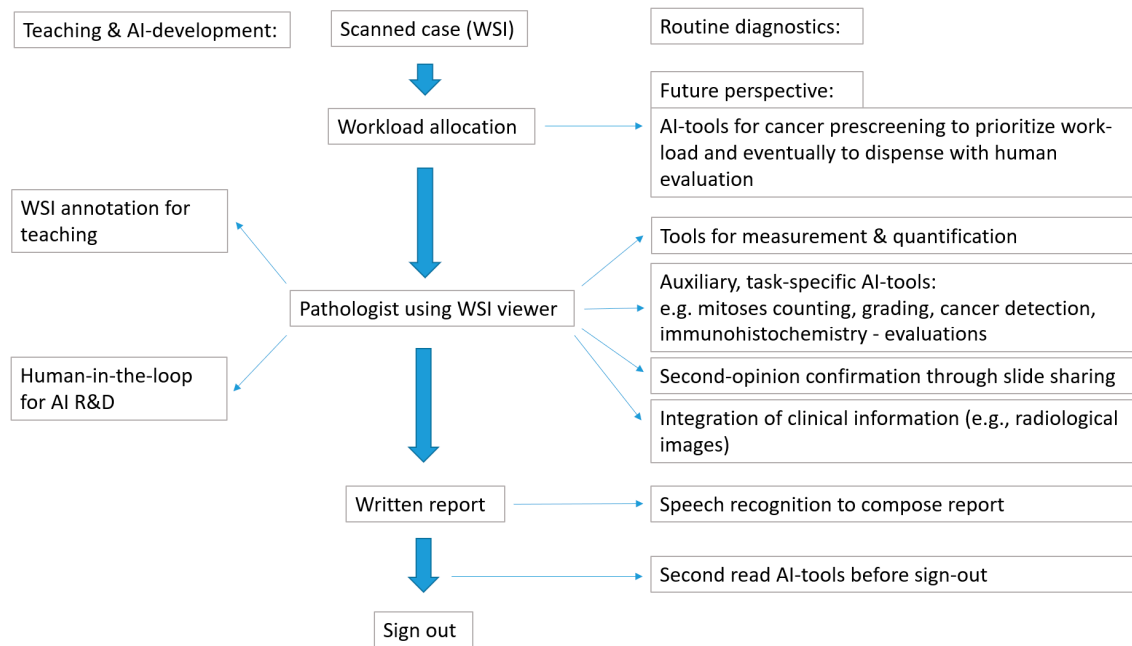 Teaching & AI-development:
Scanned case (WSI)
Routine diagnostics:
Future perspective:
Workload allocation
AI-tools for cancer prescreening to prioritize work-
load and eventually to dispense with human
evaluation
WSI annotation for
teaching
Tools for measurement & quantification
Pathologist using WSI viewer
Auxiliary, task-specific AI-tools:
e.g. mitoses counting, grading, cancer detection,
immunohistochemistry - evaluations
Human-in-the-loop
for AI R&D
Second-opinion confirmation through slide sharing
Integration of clinical information (e.g., radiological
images)
Written report
Speech recognition to compose report
Second read AI-tools before sign-out
Sign out